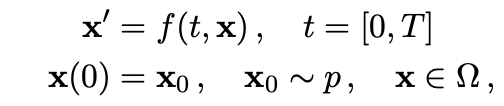 𝐱′ = f(t, 𝐱) ,   t = [0, T]
𝐱(0) = 𝐱₀ ,   𝐱₀ ∼ p ,   𝐱 ∈ Ω ,